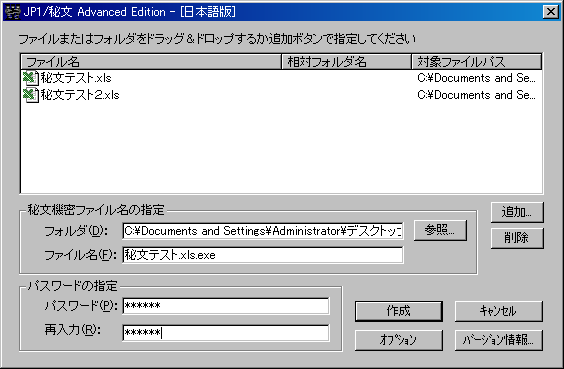 JP1/秘文 Advanced Edition - [日本語版]
ファイルまたはフォルダをドラッグ＆ドロップするか追加ボタンで指定してください
ファイル名 相対フォルダ名 対象ファイルパス
秘文テスト.xls C:¥Documents and Se...
秘文テスト2.xls C:¥Documents and Se...
秘文機密ファイル名の指定
フォルダ(D): C:¥Documents and Settings¥Administrator¥デスクトップ 参照...
ファイル名(F): 秘文テスト.xls.exe
追加...
削除
パスワードの指定
パスワード(P): ******
再入力(R): ******
作成 キャンセル
オプション バージョン情報...